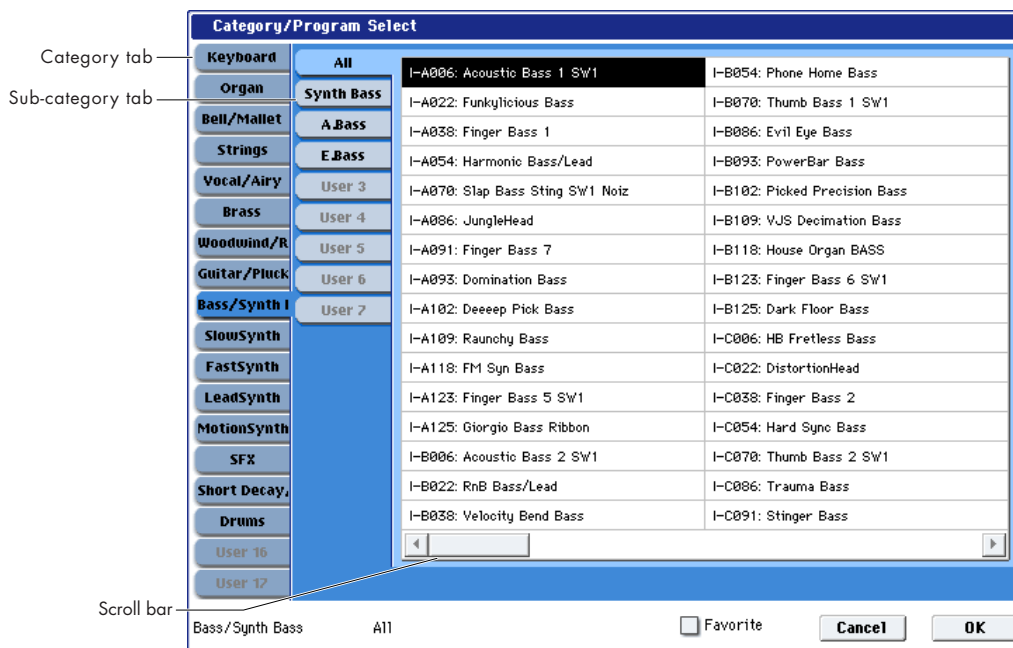 Category/Program Select
Category tab
Sub-category tab
Scroll bar
Keyboard
Organ
Bell/Mallet
Strings
Vocal/Airy
Brass
Woodwind/R
Guitar/Pluck
Bass/Synth I
SlowSynth
FastSynth
LeadSynth
MotionSynth
SFX
Short Decay,
Drums
User 16
User 17
All
Synth Bass
A.Bass
E.Bass
User 3
User 4
User 5
User 6
User 7
I-A006: Acoustic Bass 1 SW1
I-A022: Funkylicious Bass
I-A038: Finger Bass 1
I-A054: Harmonic Bass/Lead
I-A070: Slap Bass Sting SW1 Noiz
I-A086: JungleHead
I-A091: Finger Bass 7
I-A093: Domination Bass
I-A102: Deeeep Pick Bass
I-A109: Raunchy Bass
I-A118: FM Syn Bass
I-A123: Finger Bass 5 SW1
I-A125: Giorgio Bass Ribbon
I-B006: Acoustic Bass 2 SW1
I-B022: RnB Bass/Lead
I-B038: Velocity Bend Bass
I-B054: Phone Home Bass
I-B070: Thumb Bass 1 SW1
I-B086: Evil Eye Bass
I-B093: PowerBar Bass
I-B102: Picked Precision Bass
I-B109: VJS Decimation Bass
I-B118: House Organ BASS
I-B123: Finger Bass 6 SW1
I-B125: Dark Floor Bass
I-C006: HB Fretless Bass
I-C022: DistortionHead
I-C038: Finger Bass 2
I-C054: Hard Sync Bass
I-C070: Thumb Bass 2 SW1
I-C086: Trauma Bass
I-C091: Stinger Bass
Bass/Synth Bass
All
Favorite
Cancel
OK